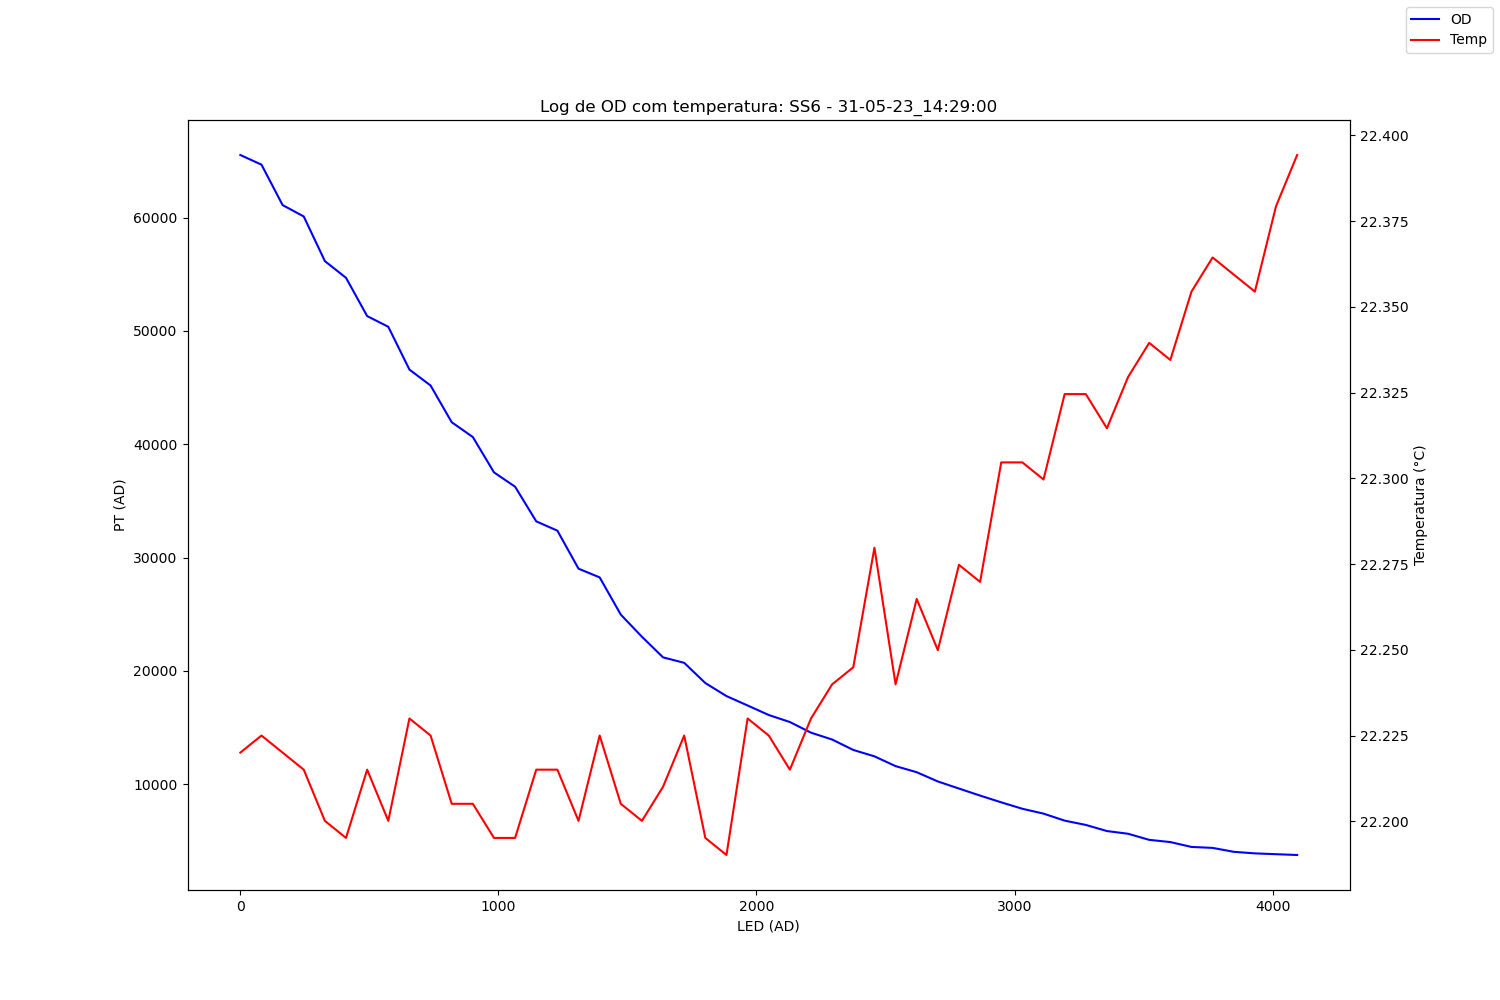 OD
Temp
Log de OD com temperatura: SS6 - 31-05-23_14:29:00
60000
50000
40000
30000
20000
10000
PT (AD)
22.400
22.375
22.350
22.325
22.300
22.275
22.250
22.225
22.200
Temperatura (°C)
0 1000 2000 3000 4000
LED (AD)